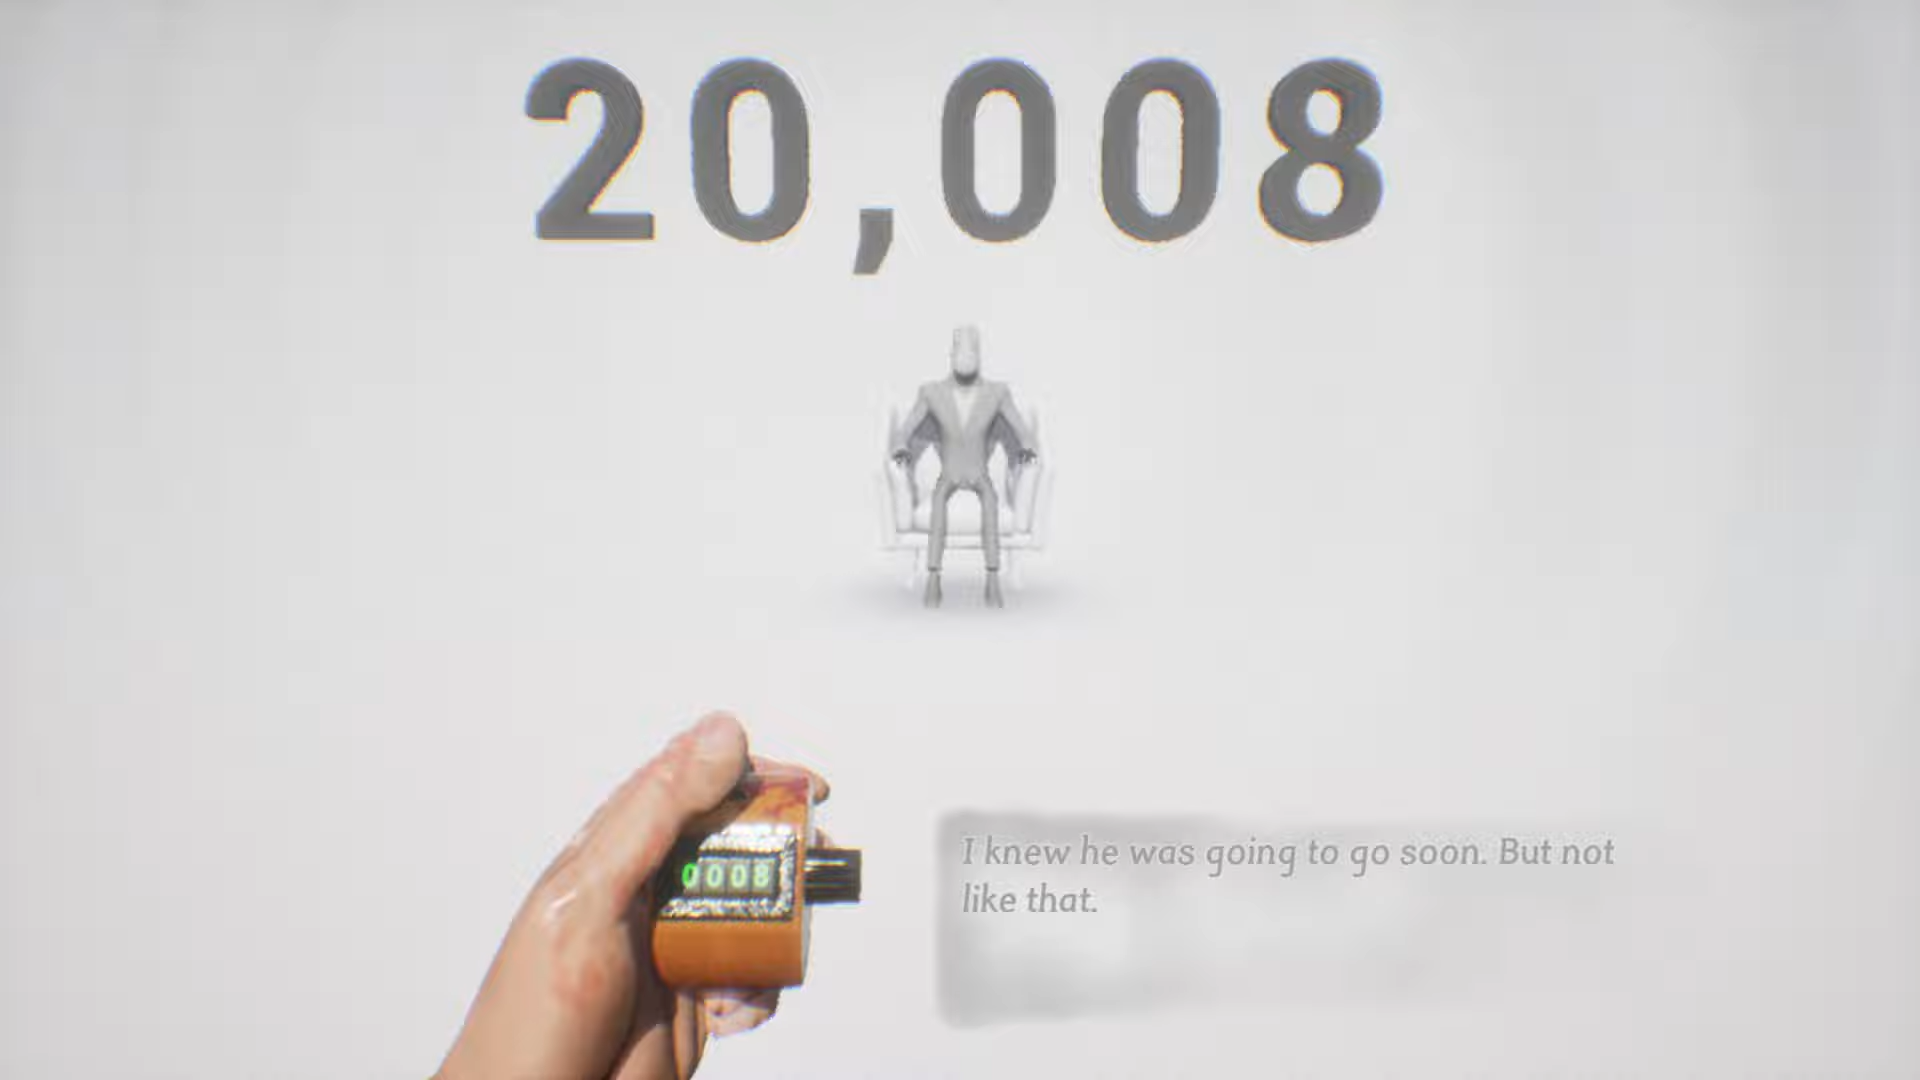 20,008
0008
I knew he was going to go soon. But not
like that.